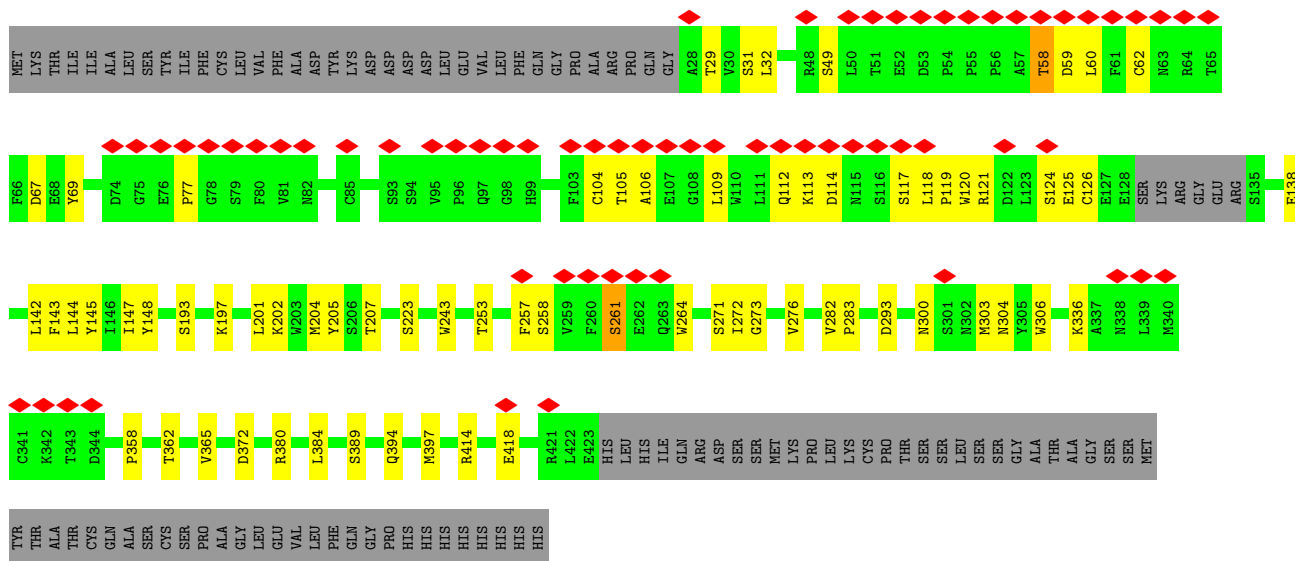 MET LYS THR ILE ILE ALA LEU SER TYR ILE PHE CYS LEU VAL PHE ALA ASP TYR LYS ASP ASP ASP ASP LEU GLU VAL LEU PHE GLN GLY PRO ALA ARG PRO GLN GLY A28 T29 V30 S31 L32 R48 S49 L50 T51 E52 D53 P54 P55 P56 A57 T58 D59 L60 F61 C62 N63 R64 T65
F66 D67 E68 Y69 D74 G75 E76 P77 G78 S79 F80 V81 N82 C85 S93 S94 V95 P96 Q97 G98 H99 F103 C104 T105 A106 E107 G108 L109 W110 L111 Q112 K113 D114 N115 S116 S117 L118 P119 W120 R121 D122 L123 S124 E125 C126 E127 E128 SER LYS ARG GLY GLU ARG S135 E138
L142 F143 L144 Y145 I146 I147 Y148 S193 K197 L201 K202 W203 M204 Y205 S206 T207 S223 W243 T253 F257 S258 V259 F260 S261 E262 Q263 W264 S271 I272 G273 V276 V282 P283 D293 N300 S301 N302 M303 N304 Y305 W306 K336 A337 N338 L339 M340
C341 K342 T343 D344 P358 T362 V365 D372 R380 L384 S389 Q394 M397 R414 E418 R421 L422 E423 HIS LEU HIS ILE GLN ARG ASP SER SER MET LYS PRO LEU LYS CYS PRO THR SER SER LEU SER SER GLY ALA THR ALA GLY SER SER MET
TYR THR ALA THR CYS GLN ALA SER CYS SER PRO ALA GLY LEU GLU VAL LEU PHE GLN GLY PRO HIS HIS HIS HIS HIS HIS HIS HIS